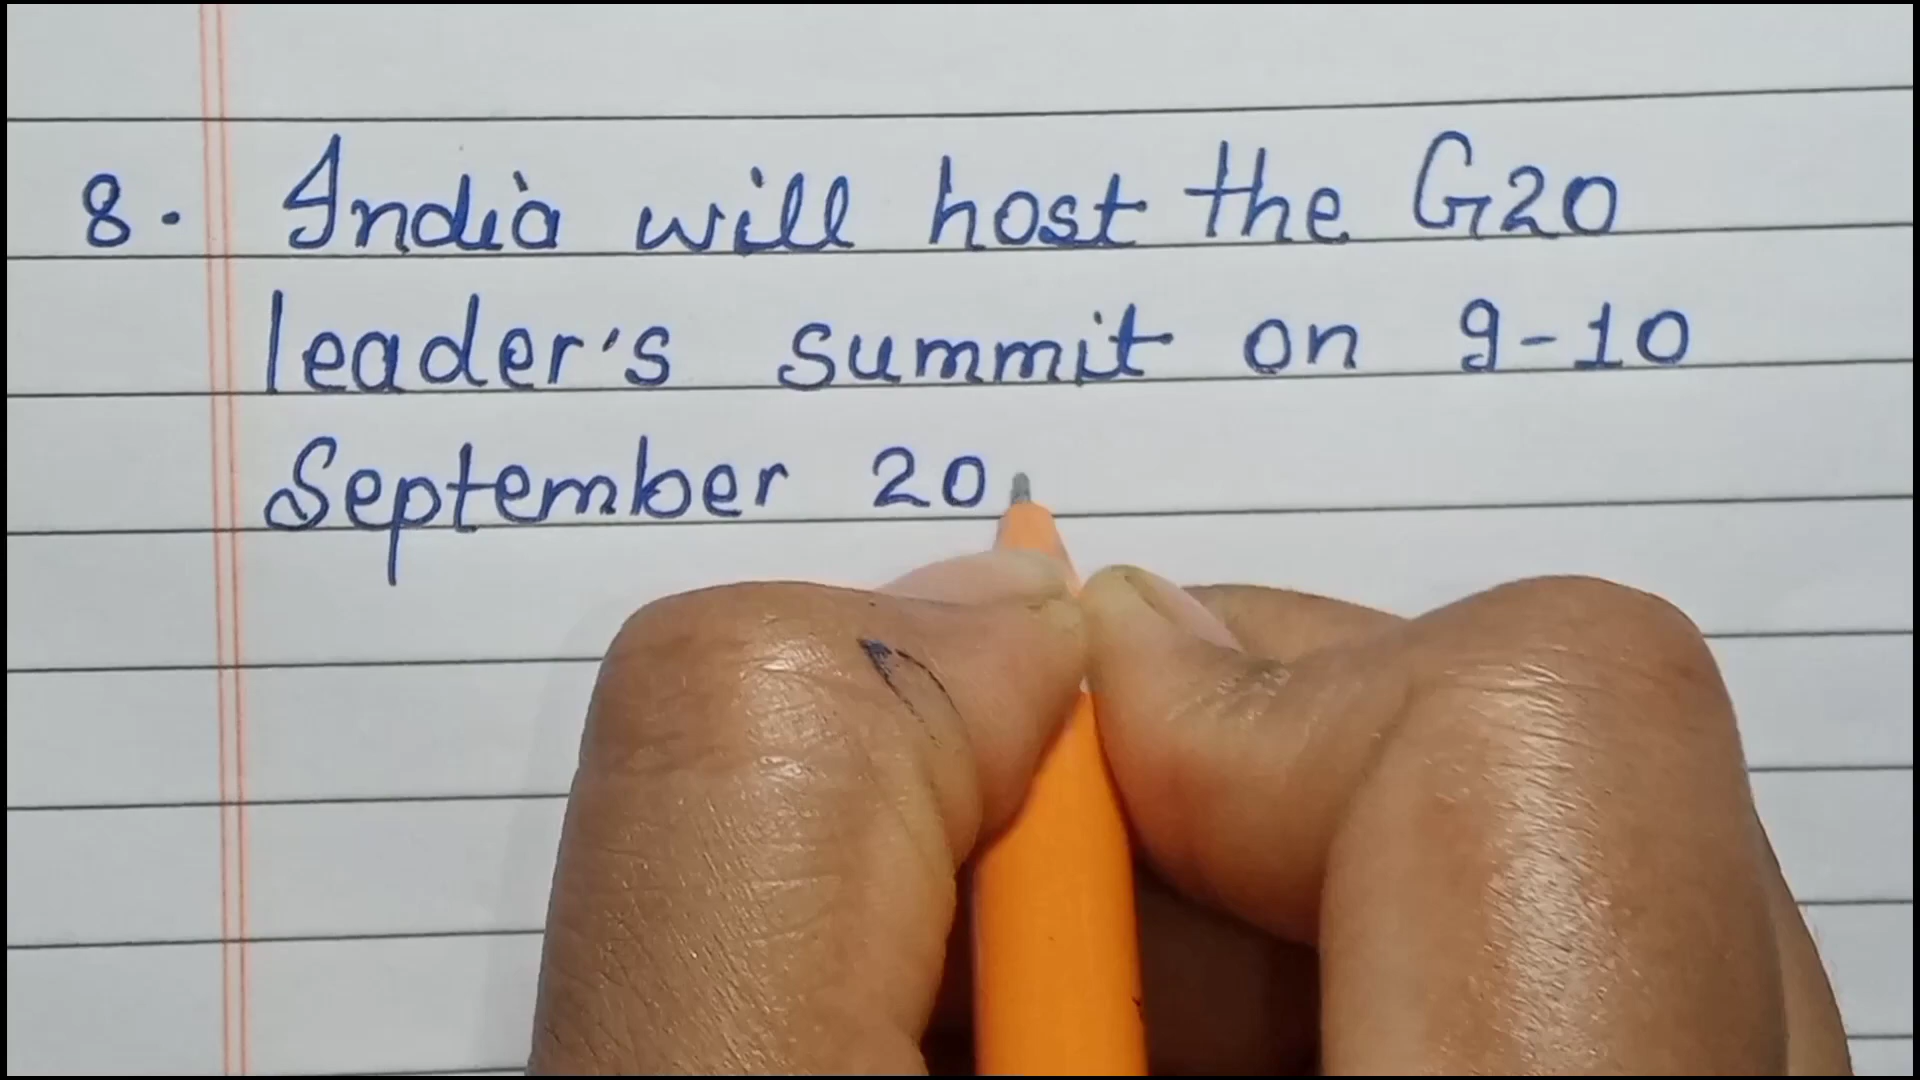 8. India will host the G20
leader's summit on 9-10
September 20